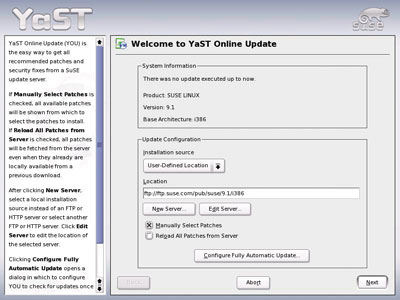 YaST
SUSE
YaST Online Update (YOU) is
the easy way to get all
recommended patches and
security fixes from a SuSE
update server.
If Manually Select Patches is
checked, all available patches
will be shown from which to
select the patches to install.
If Reload All Patches from
Server is checked, all patches
will be fetched from the server
even when they already are
locally available from a
previous download.
After clicking New Server,
select a local installation
source instead of an FTP or
HTTP server or select another
FTP or HTTP server. Click Edit
Server to edit the location of
the selected server.
Clicking Configure Fully
Automatic Update opens a
dialog in which to configure
YOU to check for updates once
Welcome to YaST Online Update
System Information
There was no update executed up to now.
Product: SUSE LINUX
Version: 9.1
Base Architecture: i386
Update Configuration
Installation source
User-Defined Location
Location
ftp://ftp.suse.com/pub/suse/9.1/i386
New Server...
Edit Server...
Manually Select Patches
Reload All Patches from Server
Configure Fully Automatic Update...
Back
Abort
Next